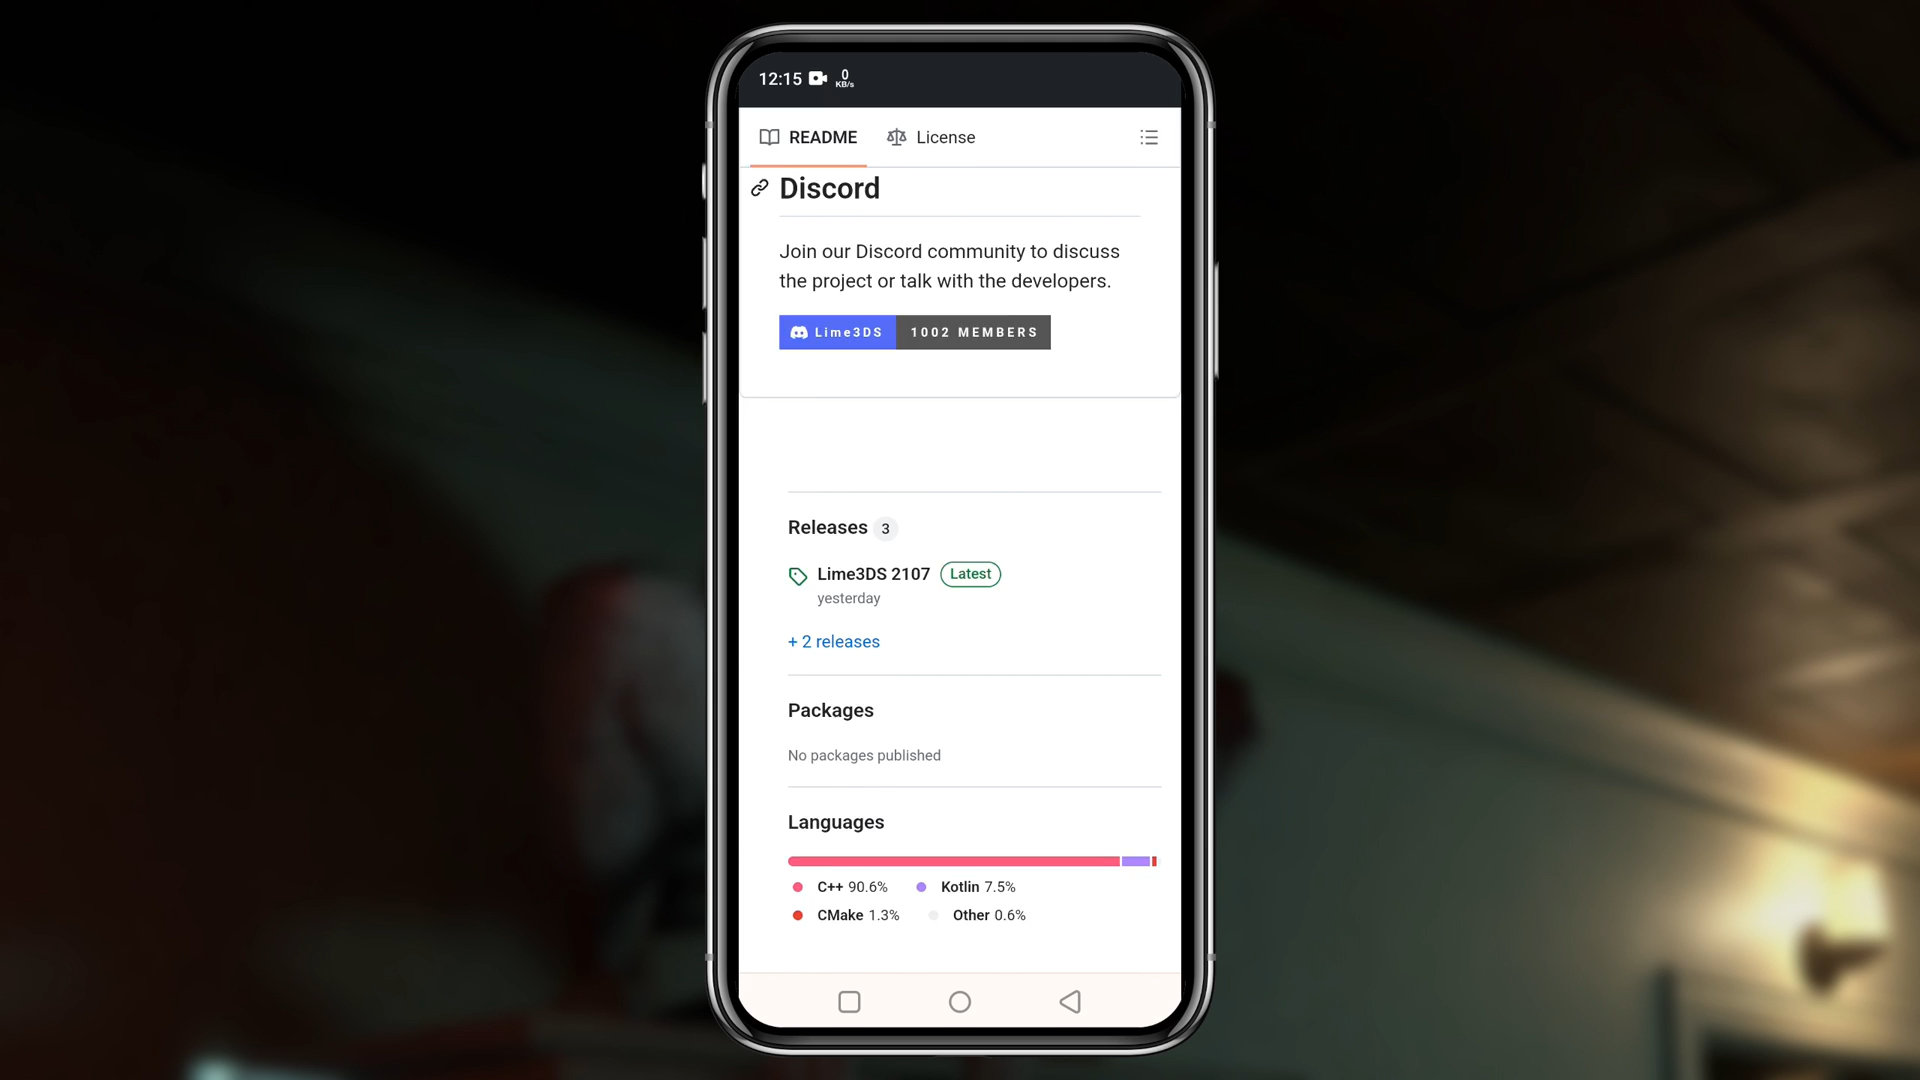 12:15 0 KB/s
README License
Discord
Join our Discord community to discuss
the project or talk with the developers.
Lime3DS 1002 MEMBERS
Releases 3
Lime3DS 2107 Latest
yesterday
+ 2 releases
Packages
No packages published
Languages
C++ 90.6% Kotlin 7.5%
CMake 1.3% Other 0.6%